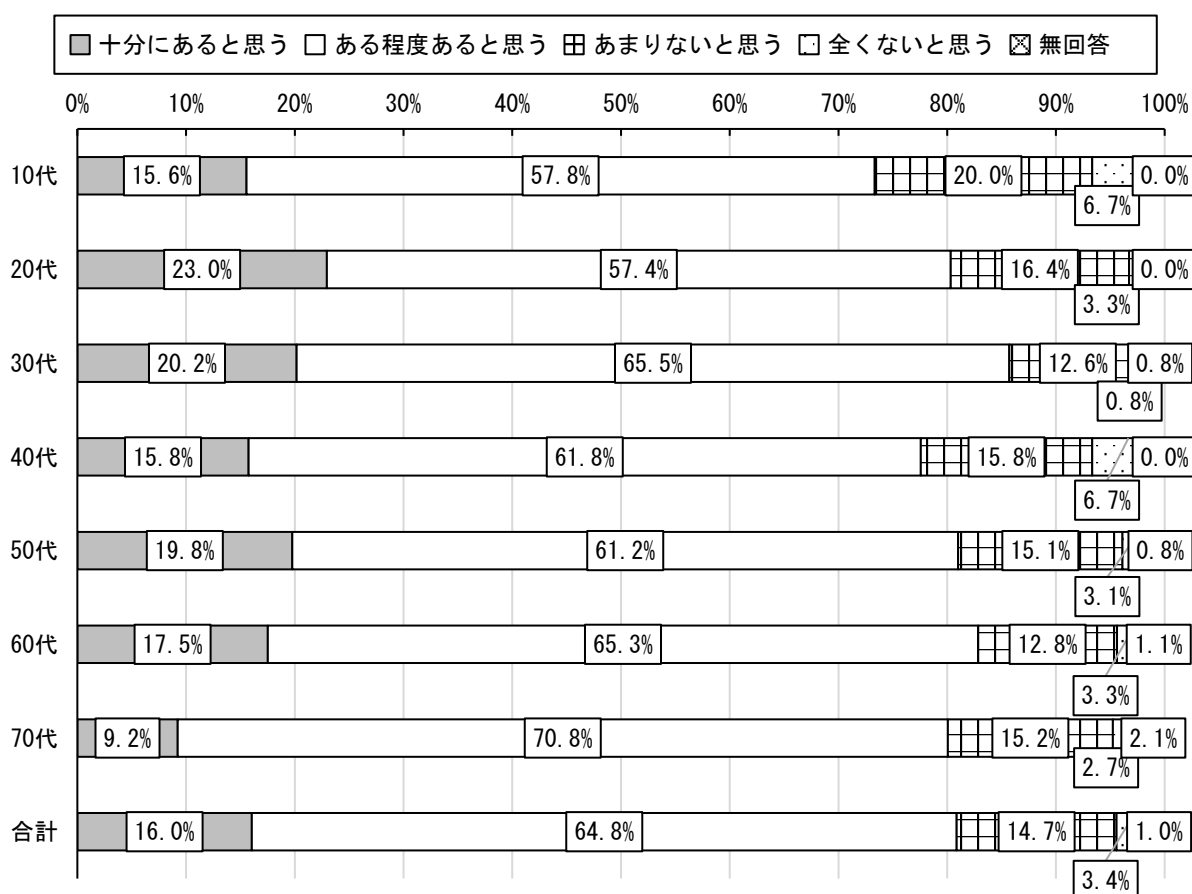 十分にあると思う ある程度あると思う あまりないと思う 全くないと思う 無回答
0% 10% 20% 30% 40% 50% 60% 70% 80% 90% 100%
10代 15.6% 57.8% 20.0% 6.7% 0.0%
20代 23.0% 57.4% 16.4% 3.3% 0.0%
30代 20.2% 65.5% 12.6% 0.8% 0.8%
40代 15.8% 61.8% 15.8% 6.7% 0.0%
50代 19.8% 61.2% 15.1% 3.1% 0.8%
60代 17.5% 65.3% 12.8% 3.3% 1.1%
70代 9.2% 70.8% 15.2% 2.7% 2.1%
合計 16.0% 64.8% 14.7% 3.4% 1.0%